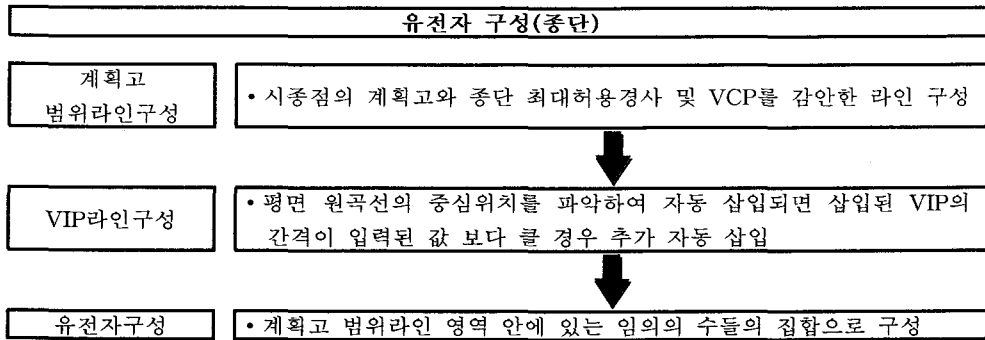 유전자 구성(종단)
계획고
범위라인구성
• 시종점의 계획고와 종단 최대허용경사 및 VCP를 감안한 라인 구성
VIP라인구성
• 평면 원곡선의 중심위치를 파악하여 자동 삽입되면 삽입된 VIP의
간격이 입력된 값 보다 클 경우 추가 자동 삽입
유전자구성
• 계획고 범위라인 영역 안에 있는 임의의 수들의 집합으로 구성